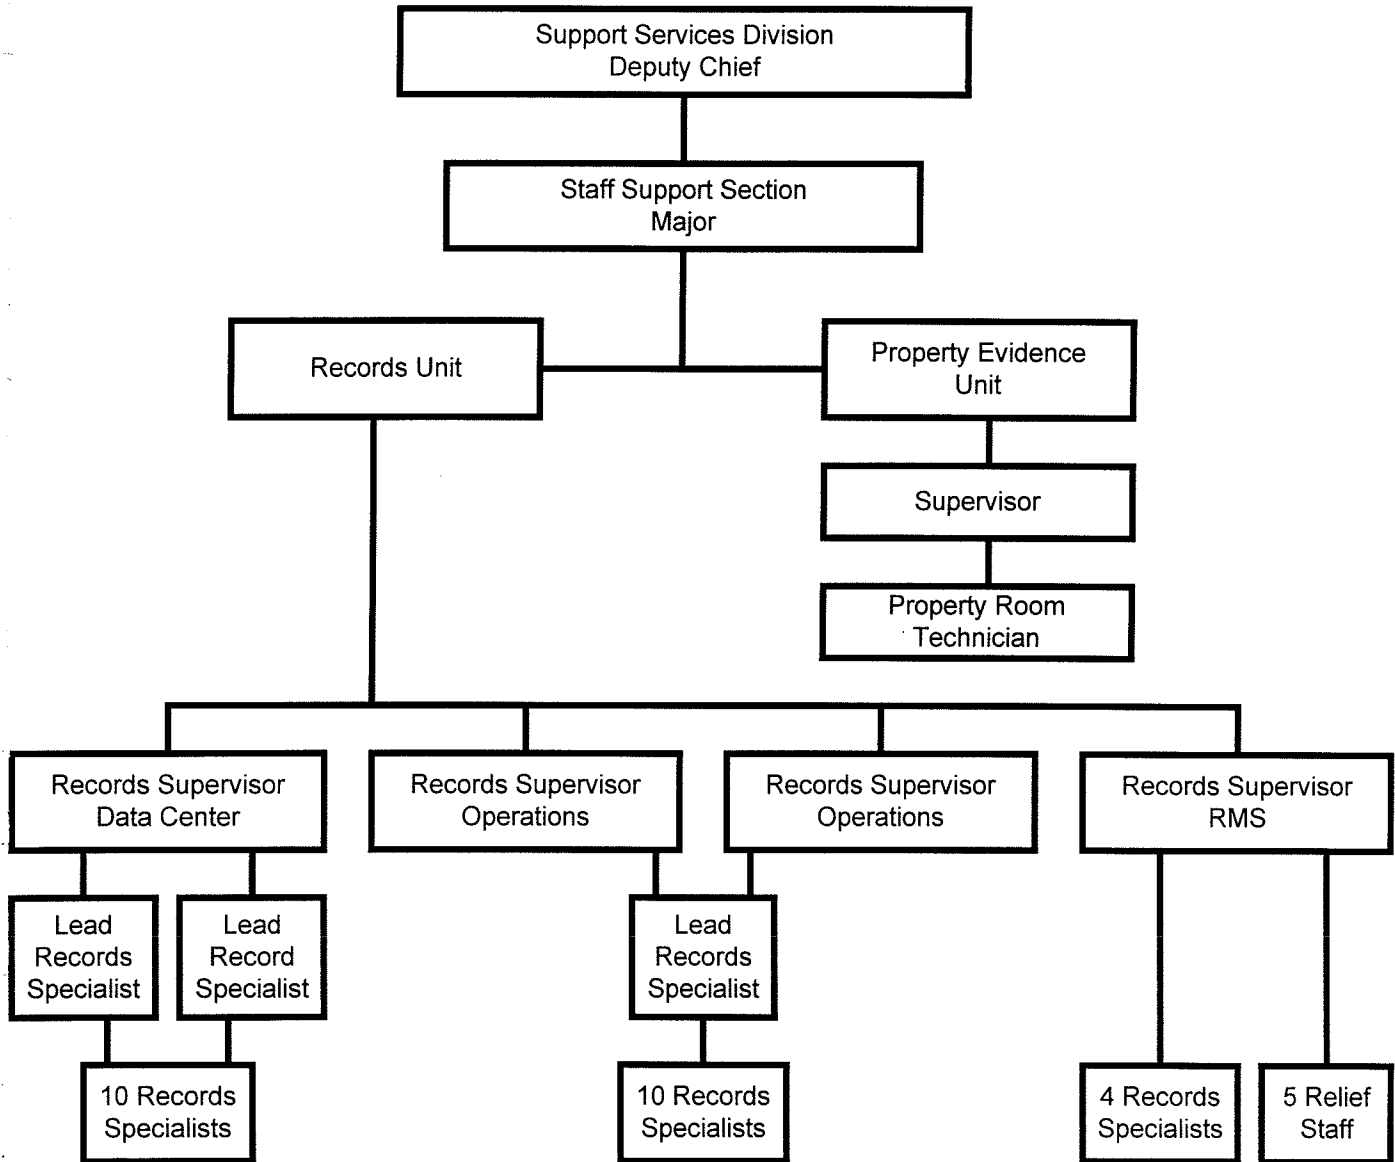 Support Services Division
Deputy Chief
Staff Support Section
Major
Records Unit
Property Evidence
Unit
Supervisor
Property Room
Technician
Records Supervisor
Data Center
Records Supervisor
Operations
Records Supervisor
Operations
Records Supervisor
RMS
Lead
Records
Specialist
Lead
Record
Specialist
Lead
Records
Specialist
10 Records
Specialists
10 Records
Specialists
4 Records
Specialists
5 Relief
Staff